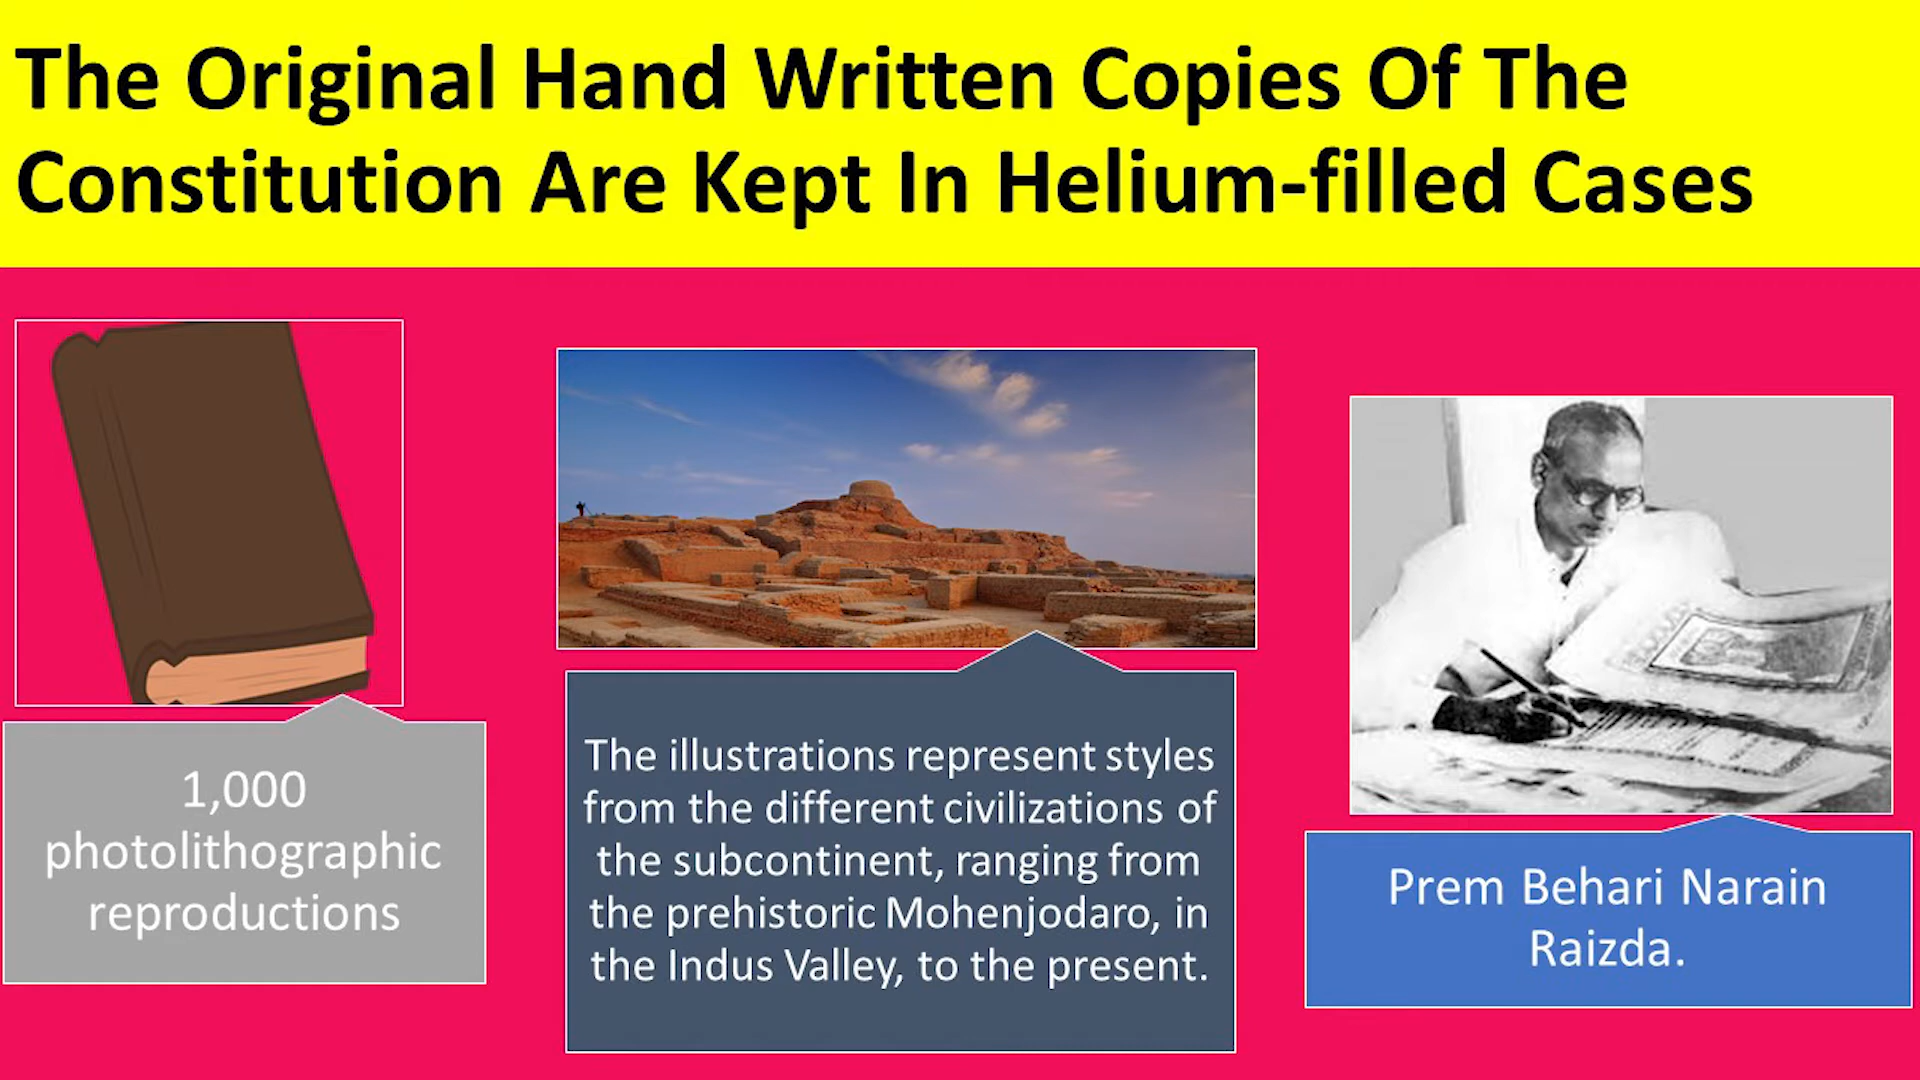 The Original Hand Written Copies Of The
Constitution Are Kept In Helium-filled Cases
1,000
photolithographic
reproductions
The illustrations represent styles
from the different civilizations of
the subcontinent, ranging from
the prehistoric Mohenjodaro, in
the Indus Valley, to the present.
Prem Behari Narain
Raizda.